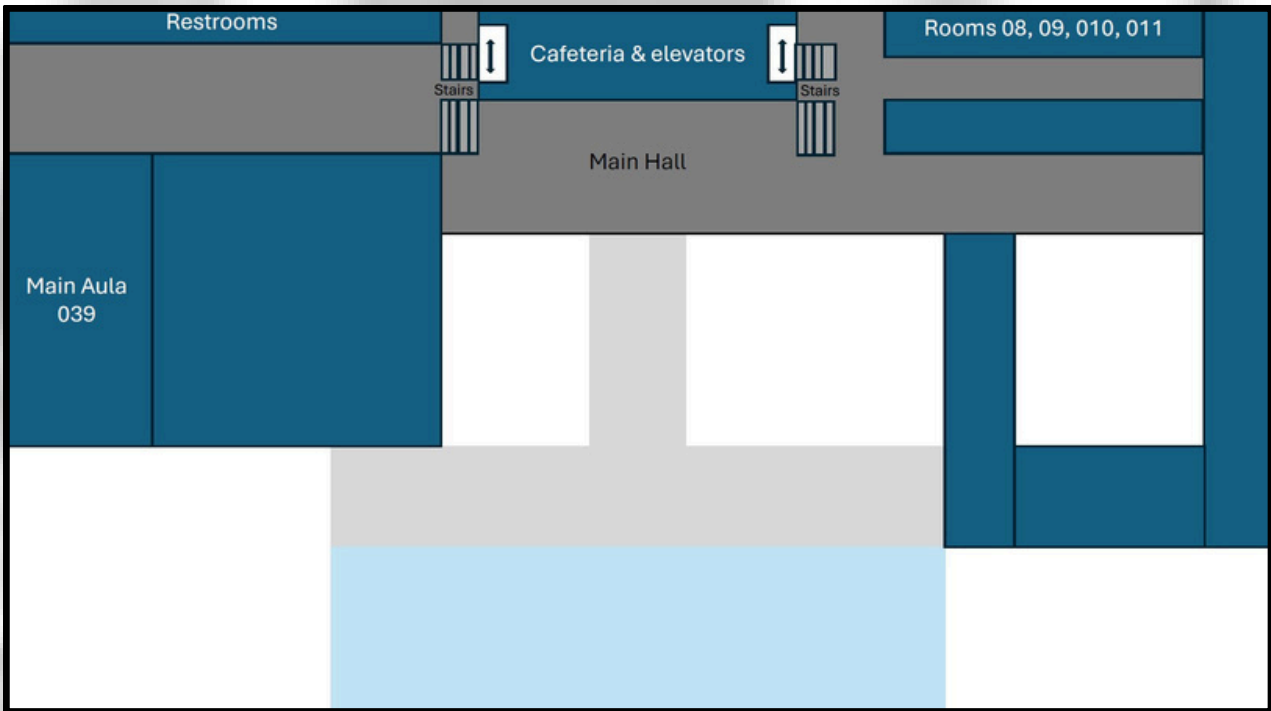 Restrooms
Cafeteria & elevators
Rooms 08, 09, 010, 011
Stairs
Stairs
Main Hall
Main Aula
039